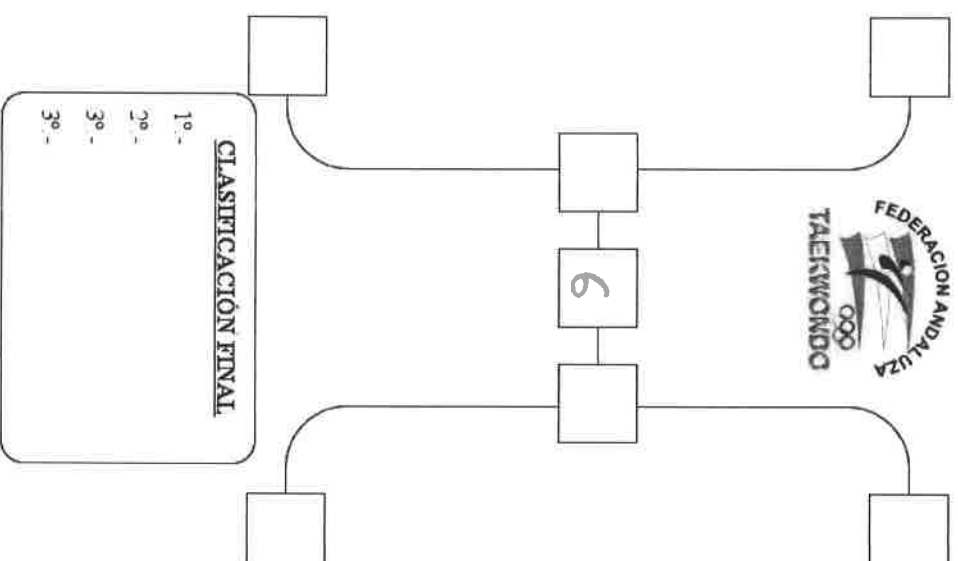 FEDERACION ANDALUZA
TAEKWONDO
6
CLASIFICACIÓN FINAL
1º.-
2º.-
3º.-
3º.-